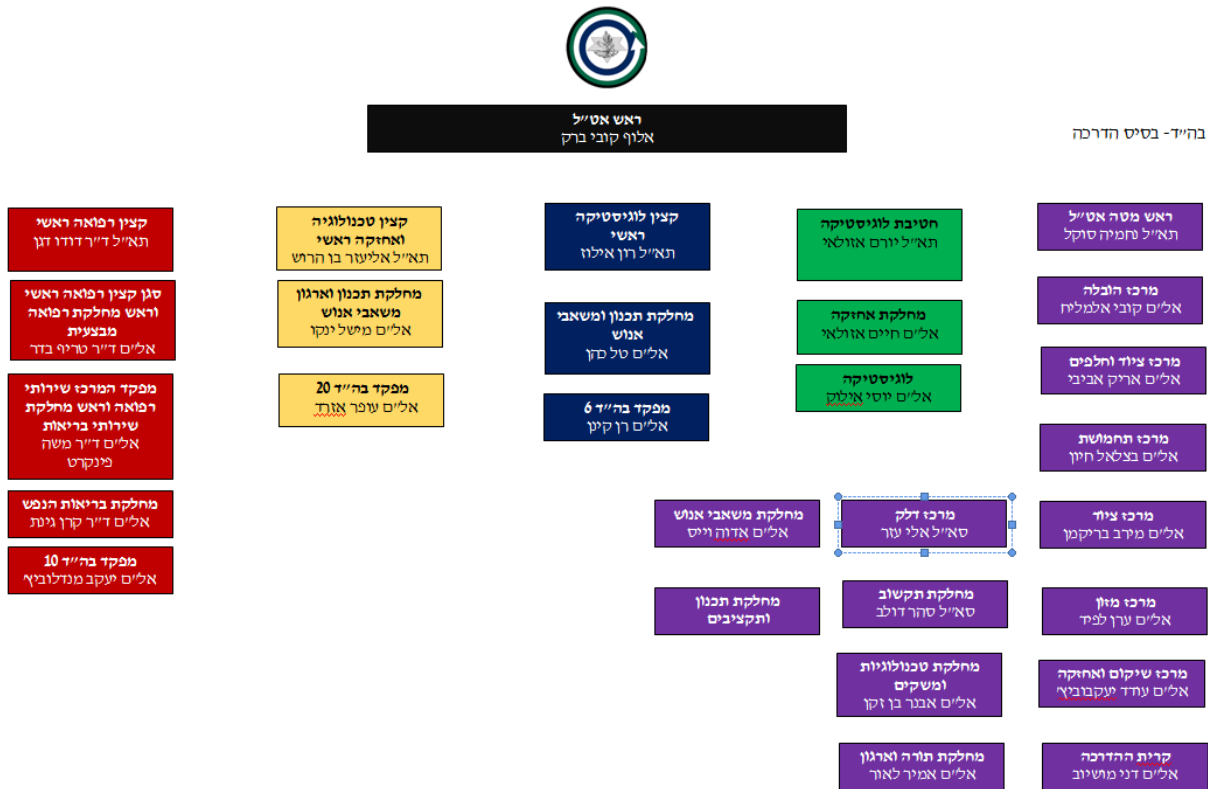 ראש אט״ל
אלוף קובי ברק
בה״ד- בסיס הדרכה
ראש מטה אט״ל
תא״ל נחמיה סוקל
מרכז הובלה
אל״ם קובי אלמליח
מרכז ציוד וחלפים
אל״ם אריק אביבי
מרכז תחמושת
אל״ם בצלאל חיון
מרכז ציוד
אל״ם מירב בריקמן
מרכז מזון
אל״ם ערן לפיד
מרכז שיקום ואחזקה
אל״ם עודד יעקבוביץ׳
קרית ההדרכה
אל״ם דני מושיוב
מרכז דלק
סא״ל אלי עזר
מחלקת תקשוב
סא״ל סהר דולב
מחלקת טכנולוגיות
ומשקים
אל״ם אבנר בן זקן
מחלקת תורה וארגון
אל״ם אמיר לאור
מחלקת משאבי אנוש
אל״ם אדוה וייס
מחלקת תכנון
ותקציבים
חטיבת לוגיסטיקה
תא״ל יורם אזולאי
מחלקת אחזקה
אל״ם חיים אזולאי
לוגיסטיקה
אל״ם יוסי אילוק
קצין לוגיסטיקה
ראשי
תא״ל רון אילוז
מחלקת תכנון ומשאבי
אנוש
אל״ם טל כהן
מפקד בה״ד 6
אל״ם רן קינן
קצין טכנולוגיה
ואחזקה ראשי
תא״ל אליעזר בן הרוש
מחלקת תכנון וארגון
משאבי אנוש
אל״ם מישל ינקו
מפקד בה״ד 20
אל״ם עופר אזרד
קצין רפואה ראשי
תא״ל ד״ר דודו דגן
סגן קצין רפואה ראשי
וראש מחלקת רפואה
מבצעית
אל״ם ד״ר טריף בדר
מפקד המרכז שירותי
רפואה וראש מחלקת
שירותי בריאות
אל״ם ד״ר משה
פינקרט
מחלקת בריאות הנפש
אל״ם ד״ר קרן גינת
מפקד בה״ד 10
אל״ם יעקב מנדלוביץ׳